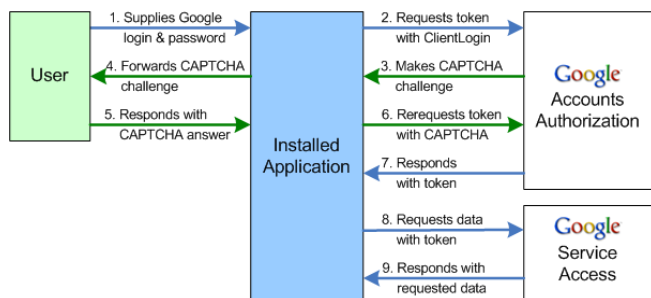 1. Supplies Google
login & password
2. Requests token
with ClientLogin
User
4. Forwards CAPTCHA
challenge
3. Makes CAPTCHA
challenge
Google
Accounts
Authorization
5. Responds with
CAPTCHA answer
Installed
Application
6. Rerequests token
with CAPTCHA
7. Responds
with token
8. Requests data
with token
Google
Service
Access
9. Responds with
requested data